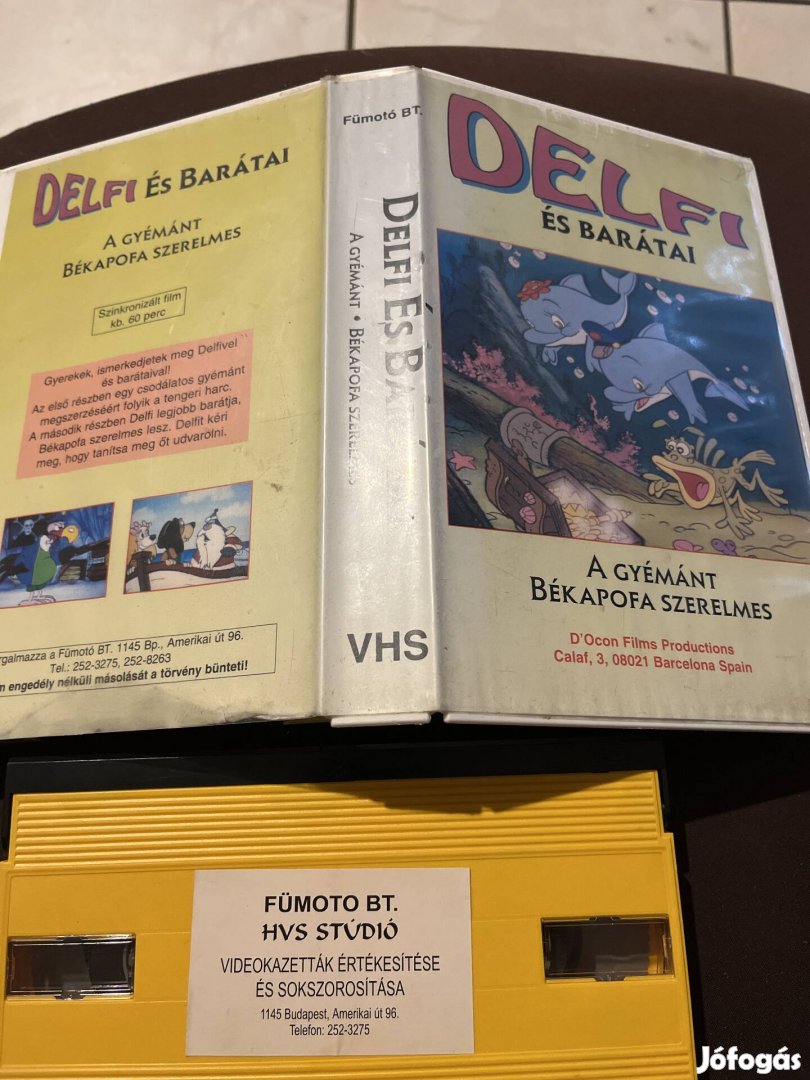 DELFI ÉS BARÁTAI
A GYÉMÁNT
BÉKAPOFA SZERELMES
Szinkronizált film
kb. 60 perc
Gyerekek, ismerkedjetek meg Delfivel
és barátaival!
Az első részben egy csodálatos gyémánt
megszerzéséért folyik a tengeri harc.
A második részben Delfi legjobb barátja,
Békapofa szerelmes lesz. Delfit kéri
meg, hogy tanítsa meg őt udvarolni.
rgalmazza a Fümotó BT. 1145 Bp., Amerikai út 96.
Tel.: 252-3275, 252-8263
m engedély nélküli másolását a törvény bünteti!
Fümotó BT.
DELFI ÉS BA
A GYÉMÁNT • BÉKAPOFA SZERELMES
VHS
DELFI
ÉS BARÁTAI
A GYÉMÁNT
BÉKAPOFA SZERELMES
D'Ocon Films Productions
Calaf, 3, 08021 Barcelona Spain
FÜMOTO BT.
HVS STÚDIÓ
VIDEOKAZETTÁK ÉRTÉKESÍTÉSE
ÉS SOKSZOROSÍTÁSA
1145 Budapest, Amerikai út 96.
Telefon: 252-3275
Jófogás